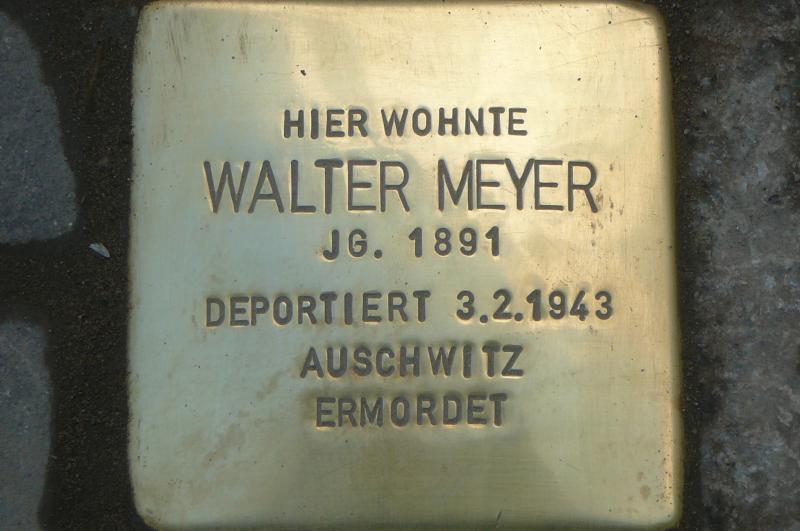 HIER WOHNTE
WALTER MEYER
JG. 1891
DEPORTIERT 3.2.1943
AUSCHWITZ
ERMORDET